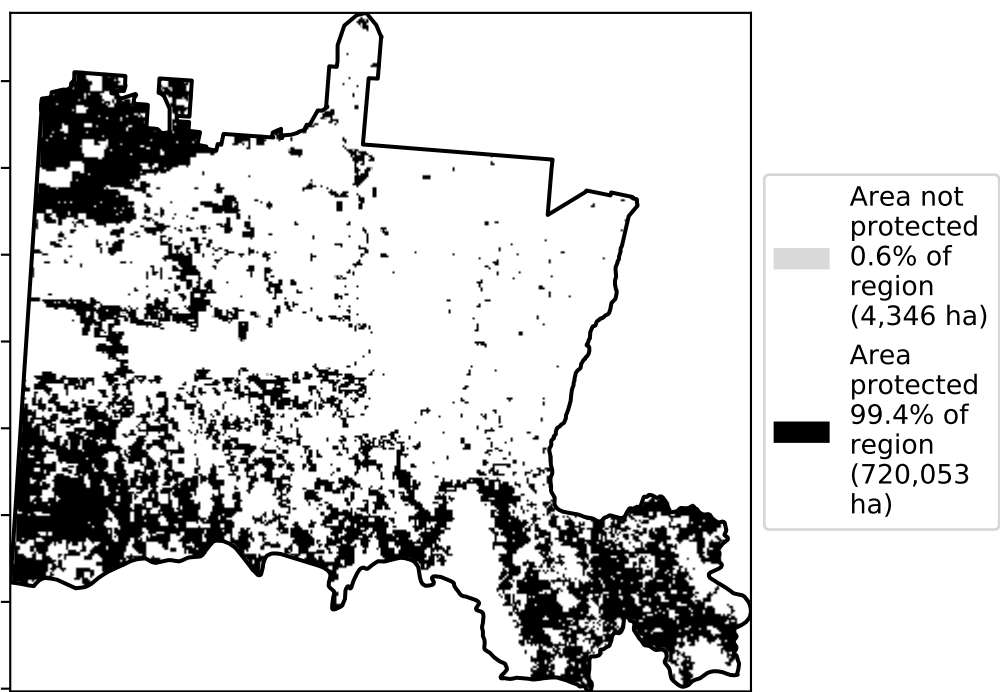 Area not
protected
0.6% of
region
(4,346 ha)
Area
protected
99.4% of
region
(720,053
ha)